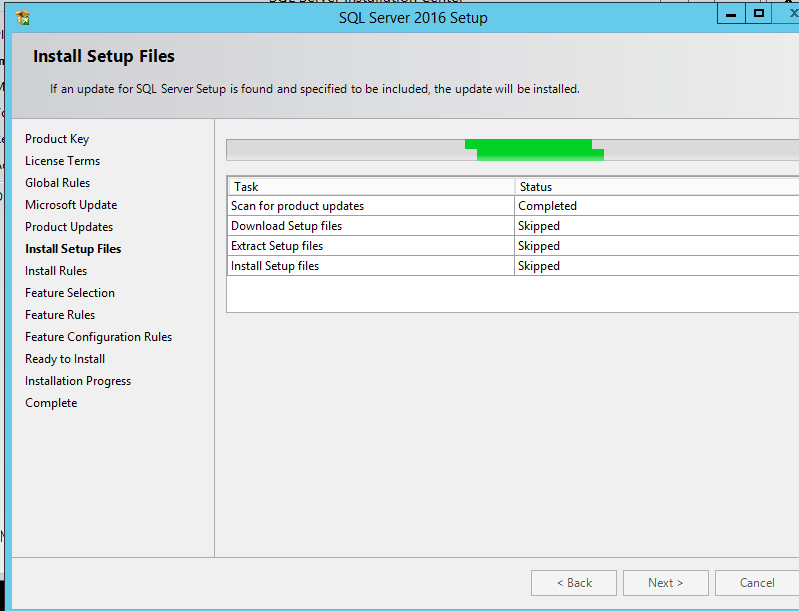 SQL Server Installation Center
SQL Server 2016 Setup
Install Setup Files
If an update for SQL Server Setup is found and specified to be included, the update will be installed.
Product Key
License Terms
Global Rules
Microsoft Update
Product Updates
Install Setup Files
Install Rules
Feature Selection
Feature Rules
Feature Configuration Rules
Ready to Install
Installation Progress
Complete
Task Status
Scan for product updates Completed
Download Setup files Skipped
Extract Setup files Skipped
Install Setup files Skipped
< Back Next > Cancel